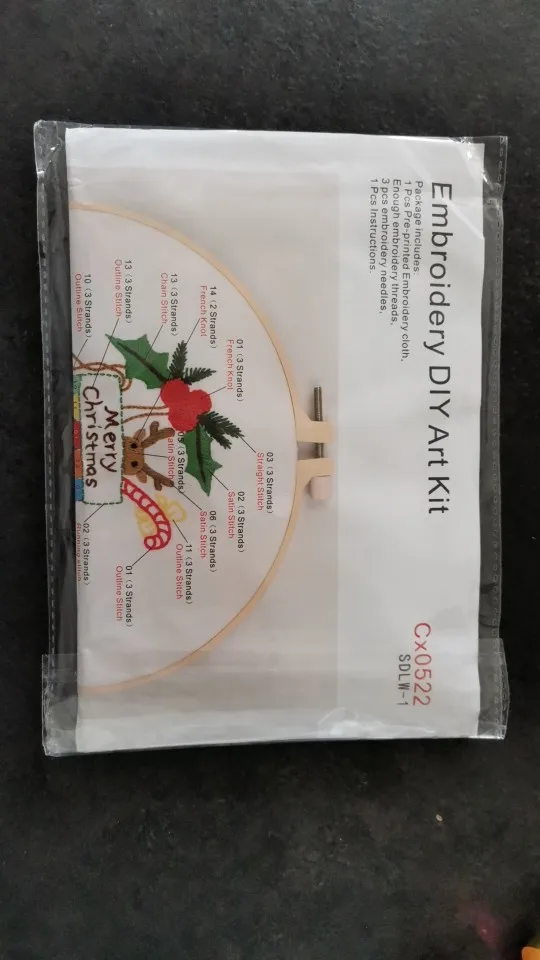 Embroidery DIY Art Kit
Cx0522
SDLW-1
Package includes:
1 Pcs Pre-printed Embroidery cloth,
Enough embroidery threads,
3 pcs embroidery needles,
1 Pcs Instructions.
01 (3 Strands)
French Knot
14 (2 Strands)
French Knot
13 (3 Strands)
Chain Stitch
13 (3 Strands)
Outline Stitch
10 (3 Strands)
Outline Stitch
03 (3 Strands)
Straight Stitch
02 (3 Strands)
Satin Stitch
06 (3 Strands)
Satin Stitch
09 (3 Strands)
Satin Stitch
11 (3 Strands)
Outline Stitch
01 (3 Strands)
Outline Stitch
02 (3 Strands)
Merry
Christmas